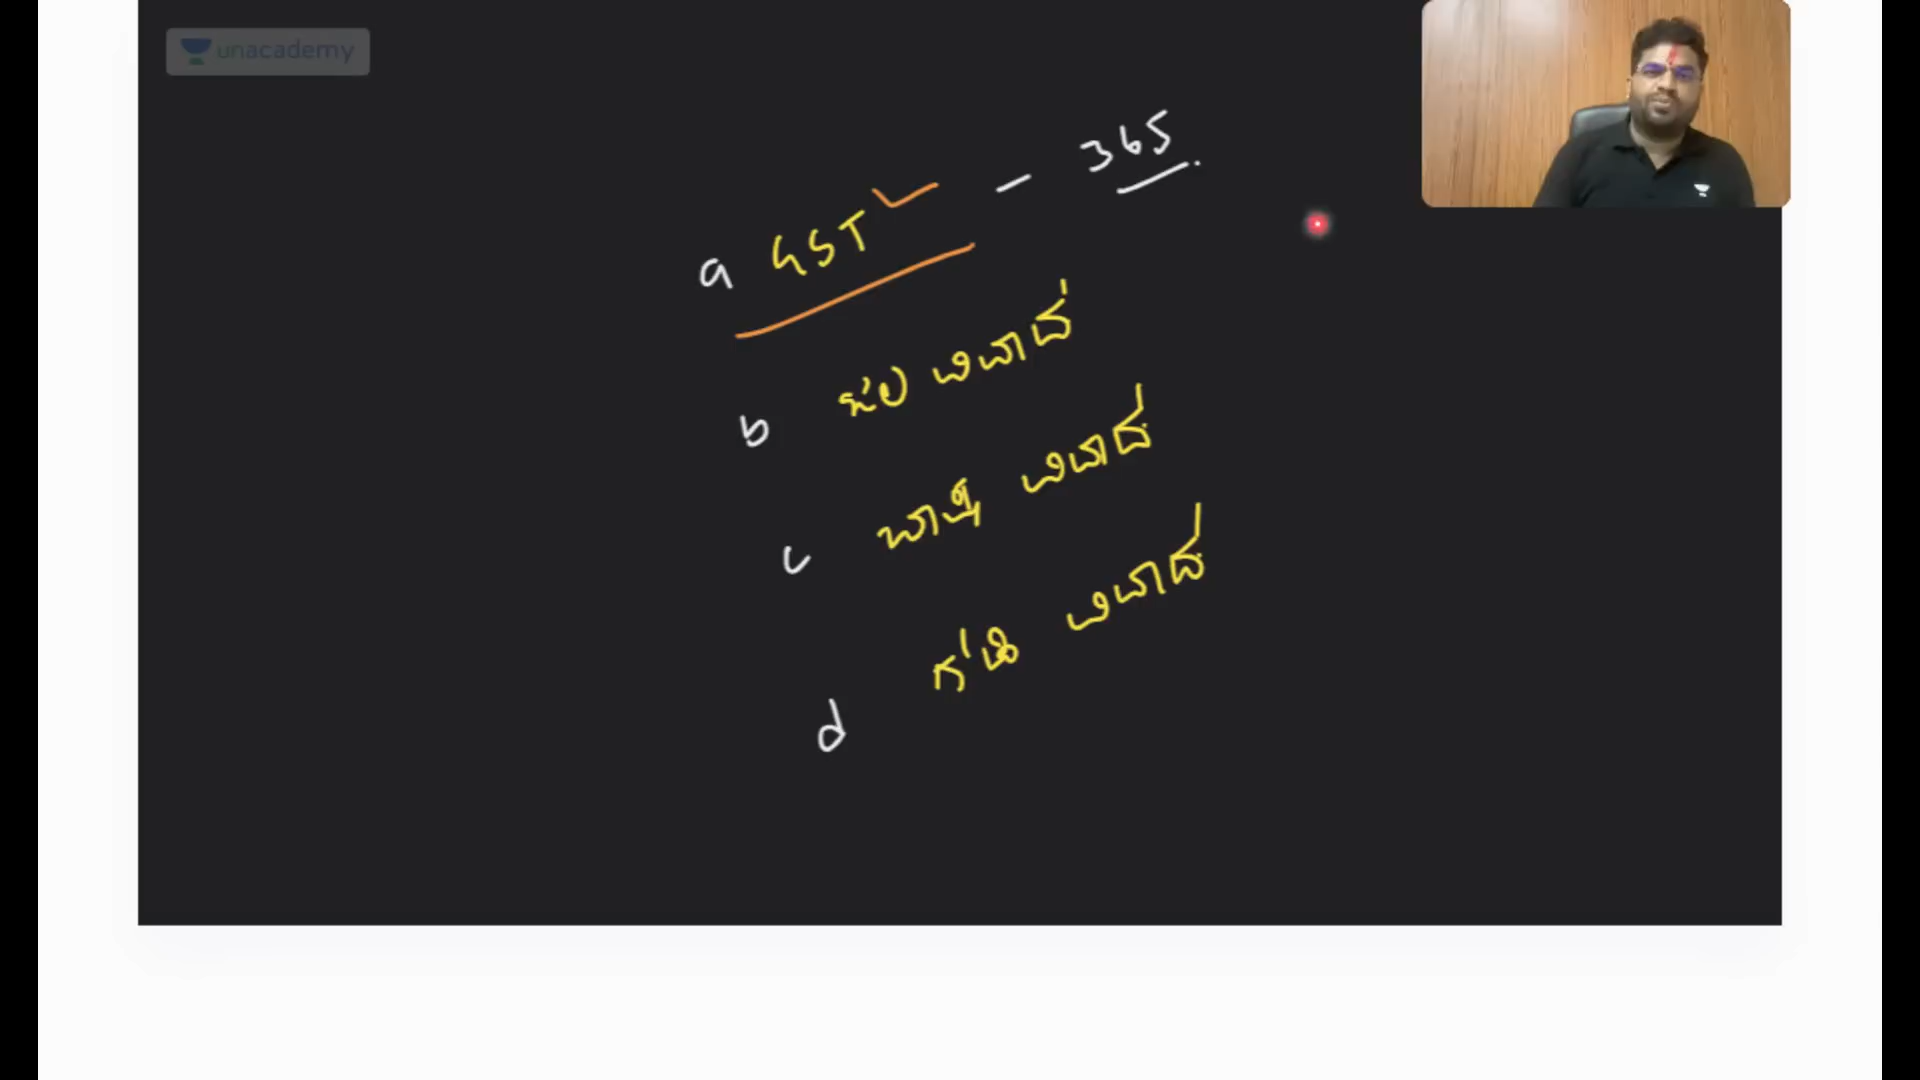 unacademy
a GST - 365
b ಜಲ ವಿವಾದ
c ಬಾಷೆ ವಿವಾದ
d ಗಡಿ ವಿವಾದ